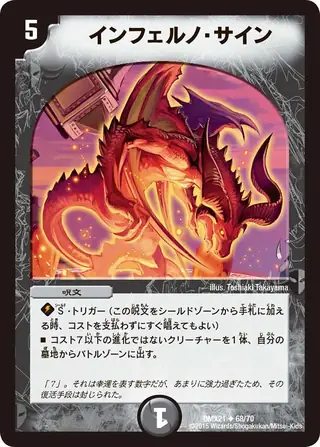 5
インフェルノ・サイン
illus. Toshiaki Takayama
呪文
S・トリガー(この呪文をシールドゾーンから手札に加え
る時、コストを支払わずにすぐ唱えてもよい)
■ コスト7以下の進化ではないクリーチャーを1体、自分の
墓地からバトルゾーンに出す。
「7」。それは幸運を表す数字だが、あまりに強力過ぎたため、その
復活手段は封じられた。
DMX21 68/70
©2015 Wizards/Shogakukan/Mitsui-Kids